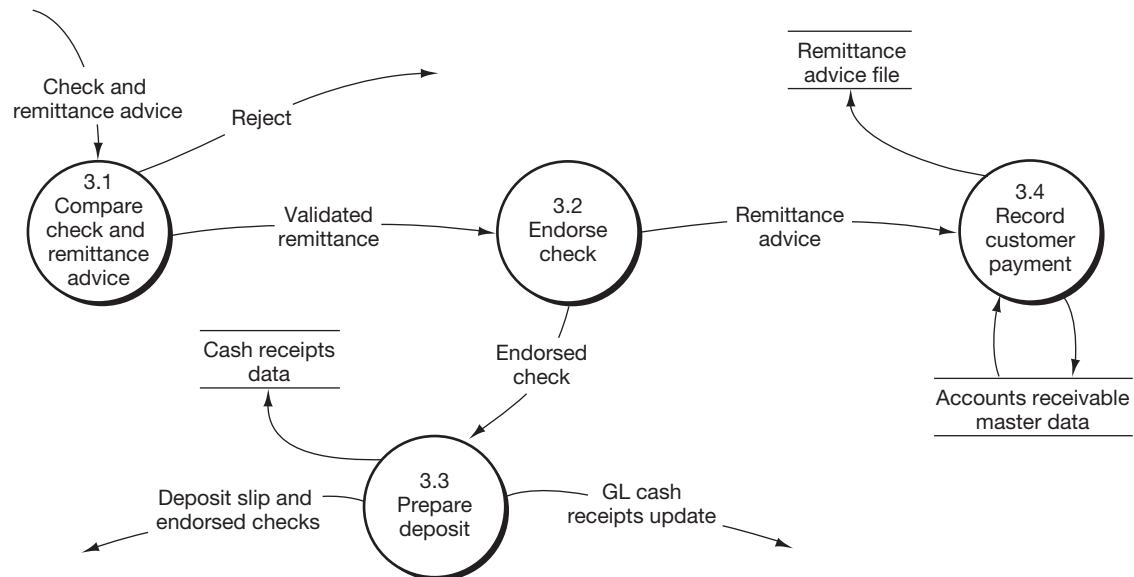 Check and
remittance advice
Reject
Remittance
advice file
3.1
Compare
check and
remittance
advice
Validated
remittance
3.2
Endorse
check
Remittance
advice
3.4
Record
customer
payment
Cash receipts
data
Endorsed
check
Accounts receivable
master data
Deposit slip and
endorsed checks
3.3
Prepare
deposit
GL cash
receipts update